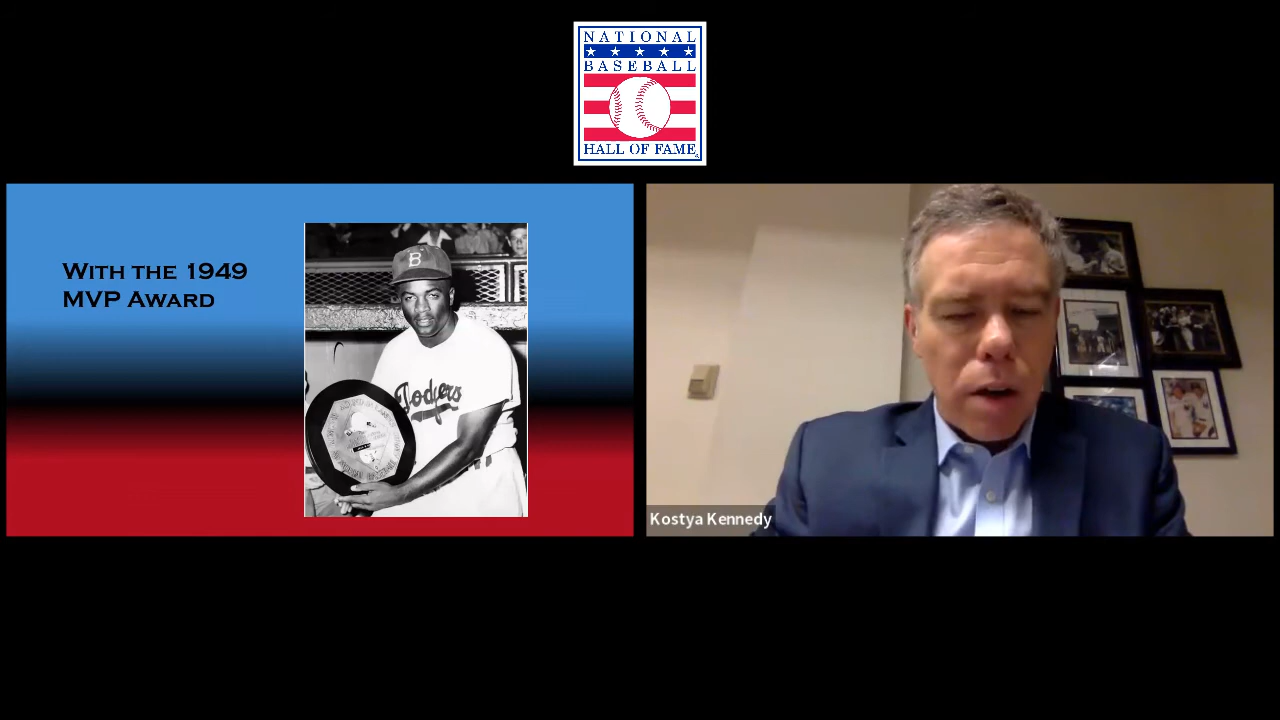 NATIONAL
BASEBALL
HALL OF FAME
WITH THE 1949
MVP AWARD
B
Dodgers
Kostya Kennedy